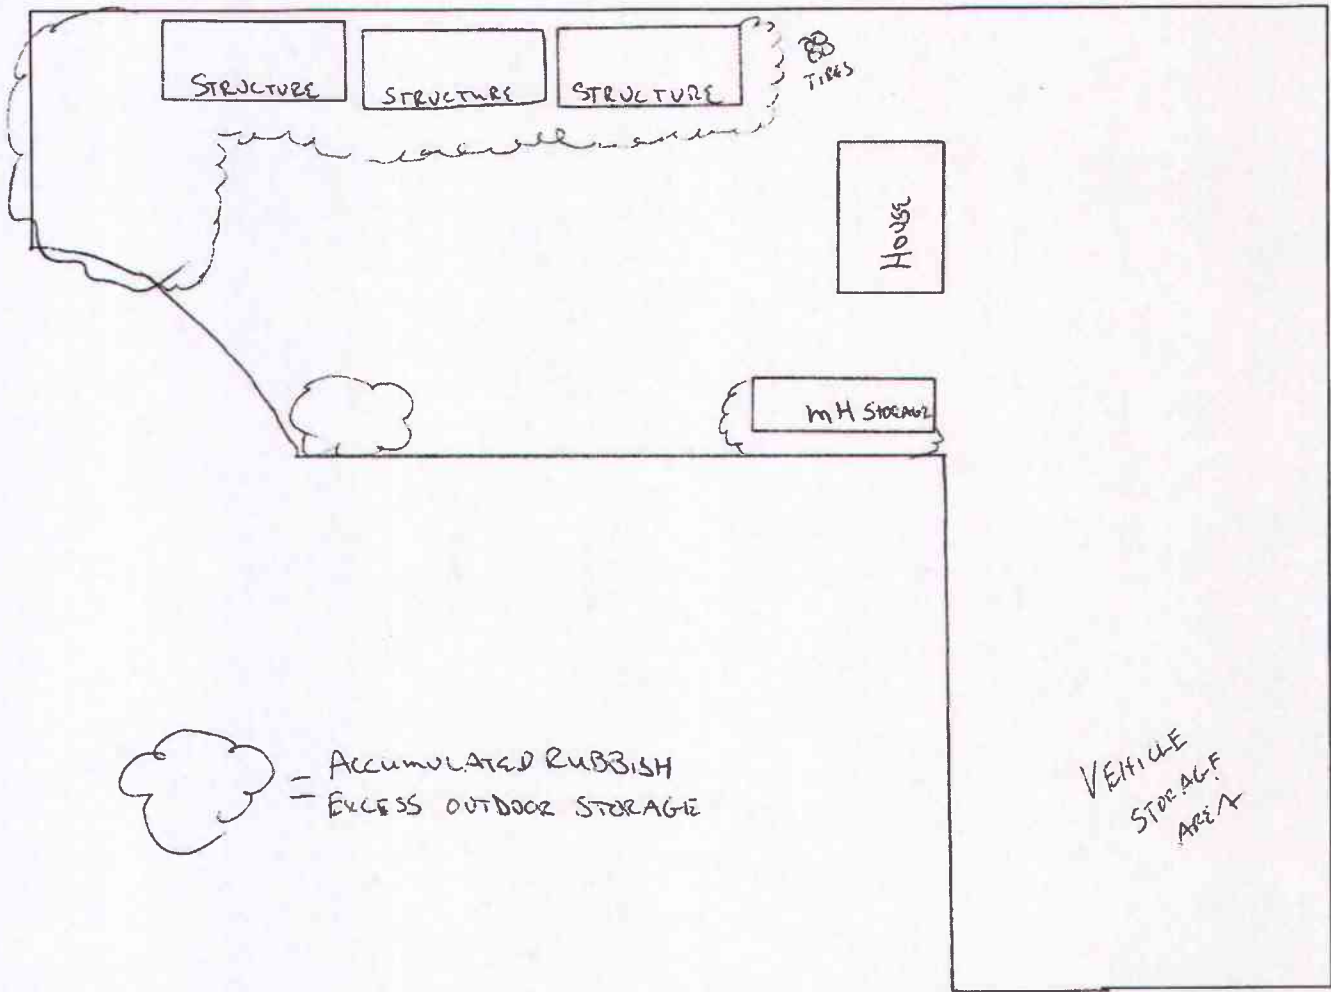 STRUCTURE
STRUCTURE
STRUCTURE
TIRES
HOUSE
MH STORAGE
= ACCUMULATED RUBBISH
EXCESS OUTDOOR STORAGE
VEHICLE
STORAGE
AREA